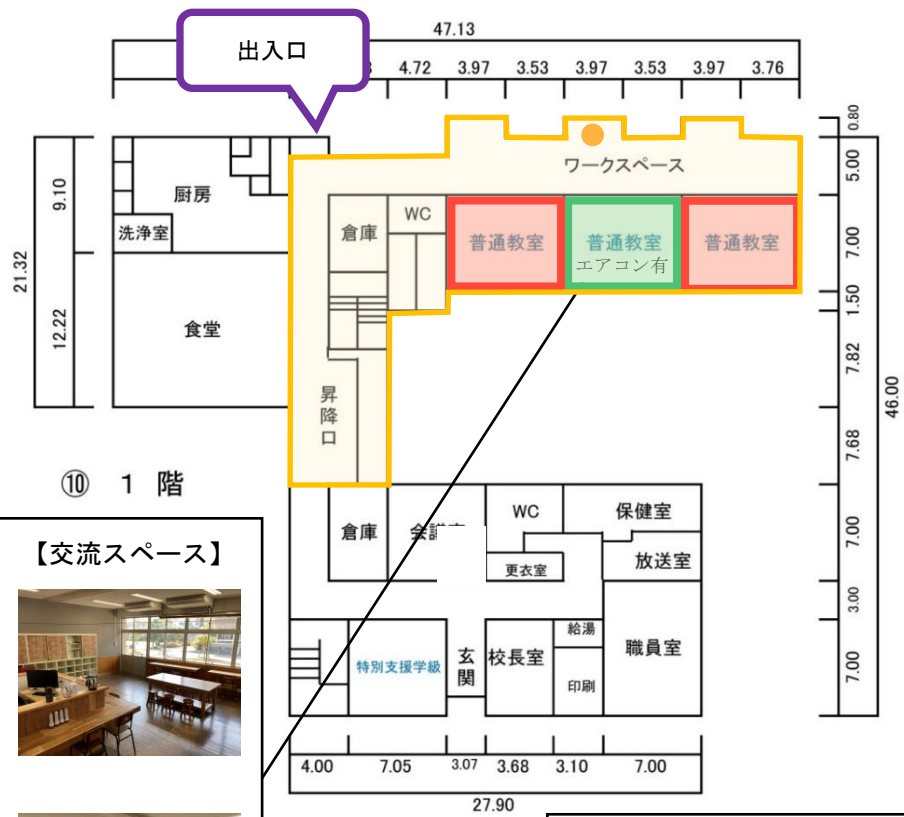 47.13
出入口
4.72 3.97 3.53 3.97 3.53 3.97 3.76
0.80
5.00
7.00
1.50
7.82
7.68
7.00
3.00
7.00
46.00
21.32
9.10
12.22
ワークスペース
厨房
洗浄室
食堂
倉庫
WC
普通教室
普通教室
エアコン有
普通教室
昇降口
⑩ 1 階
倉庫
WC
保健室
更衣室
放送室
特別支援学級
玄関
校長室
給湯
印刷
職員室
【交流スペース】
4.00 7.05 3.07 3.68 3.10 7.00
27.90